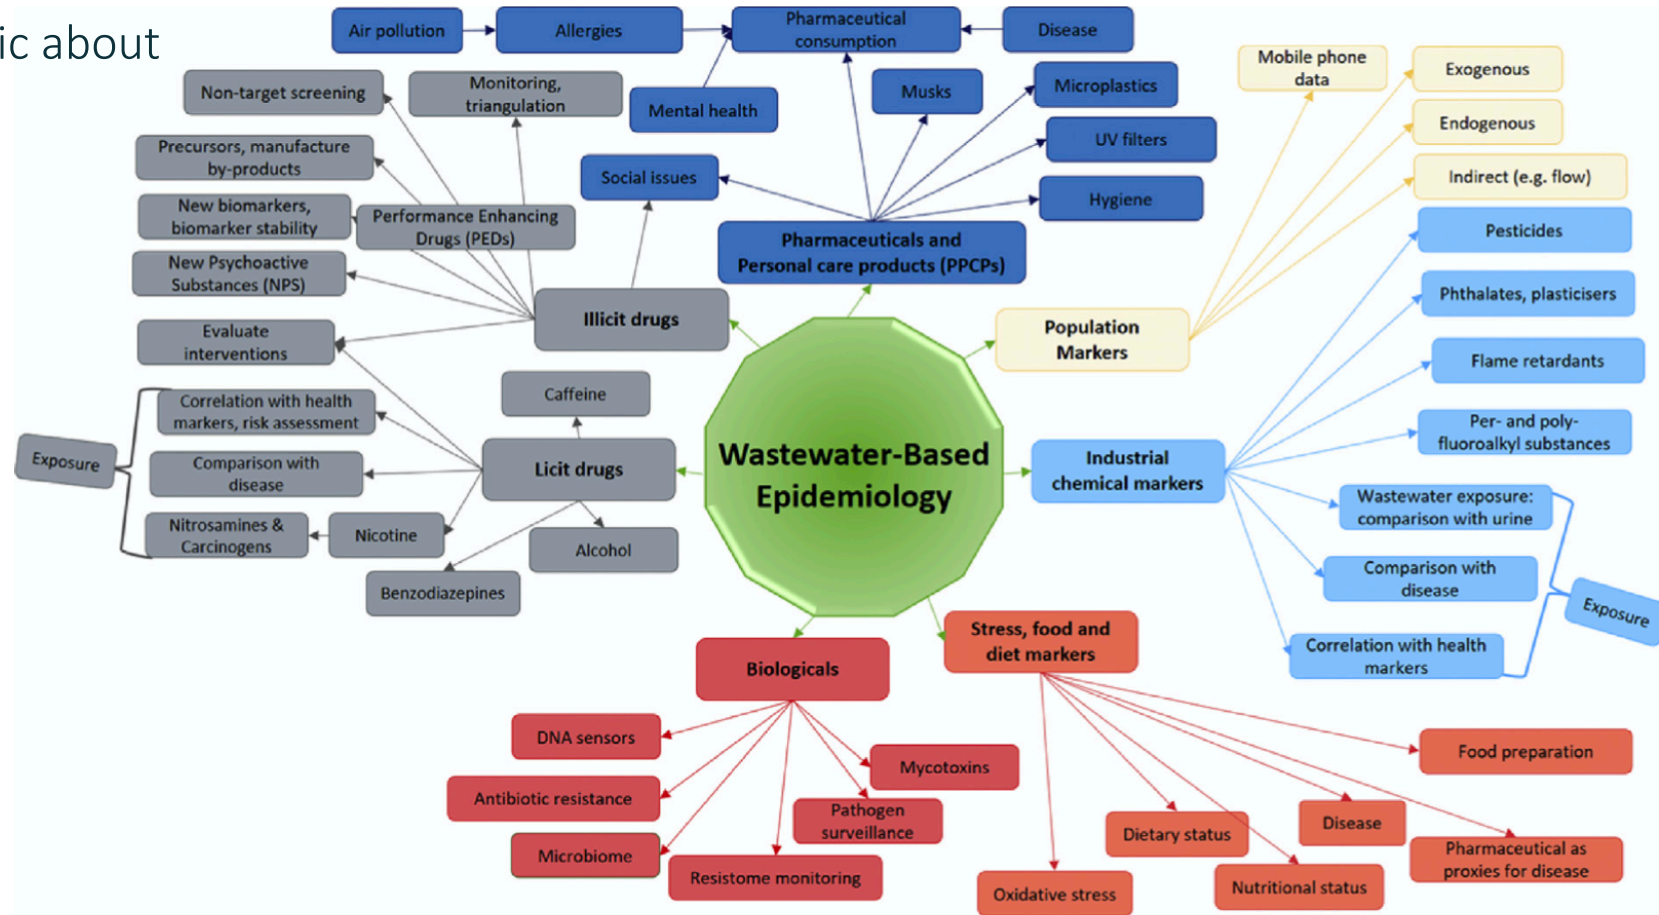 ic about
Air pollution
Allergies
Pharmaceutical
consumption
Disease
Mobile phone
data
Exogenous
Non-target screening
Monitoring,
triangulation
Mental health
Musks
Microplastics
Endogenous
UV filters
Precursors, manufacture
by-products
Social issues
Indirect (e.g. flow)
Hygiene
New biomarkers,
biomarker stability
Performance Enhancing
Drugs (PEDs)
Pharmaceuticals and
Personal care products (PPCPs)
Pesticides
New Psychoactive
Substances (NPS)
Phthalates, plasticisers
Illicit drugs
Population
Markers
Evaluate
interventions
Flame retardants
Caffeine
Correlation with health
markers, risk assessment
Per- and poly-
fluoroalkyl substances
Exposure
Comparison with
disease
Licit drugs
Wastewater-Based
Epidemiology
Industrial
chemical markers
Wastewater exposure:
comparison with urine
Nitrosamines &
Carcinogens
Nicotine
Alcohol
Benzodiazepines
Comparison with
disease
Exposure
Correlation with health
markers
Biologicals
Stress, food and
diet markers
DNA sensors
Mycotoxins
Food preparation
Antibiotic resistance
Pathogen
surveillance
Dietary status
Disease
Microbiome
Resistome monitoring
Oxidative stress
Nutritional status
Pharmaceutical as
proxies for disease